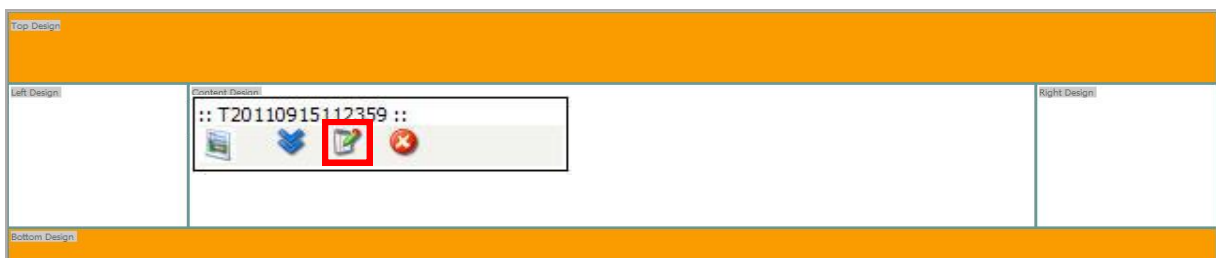 Top Design
Left Design
Content Design
Right Design
:: T20110915112359 ::
Bottom Design